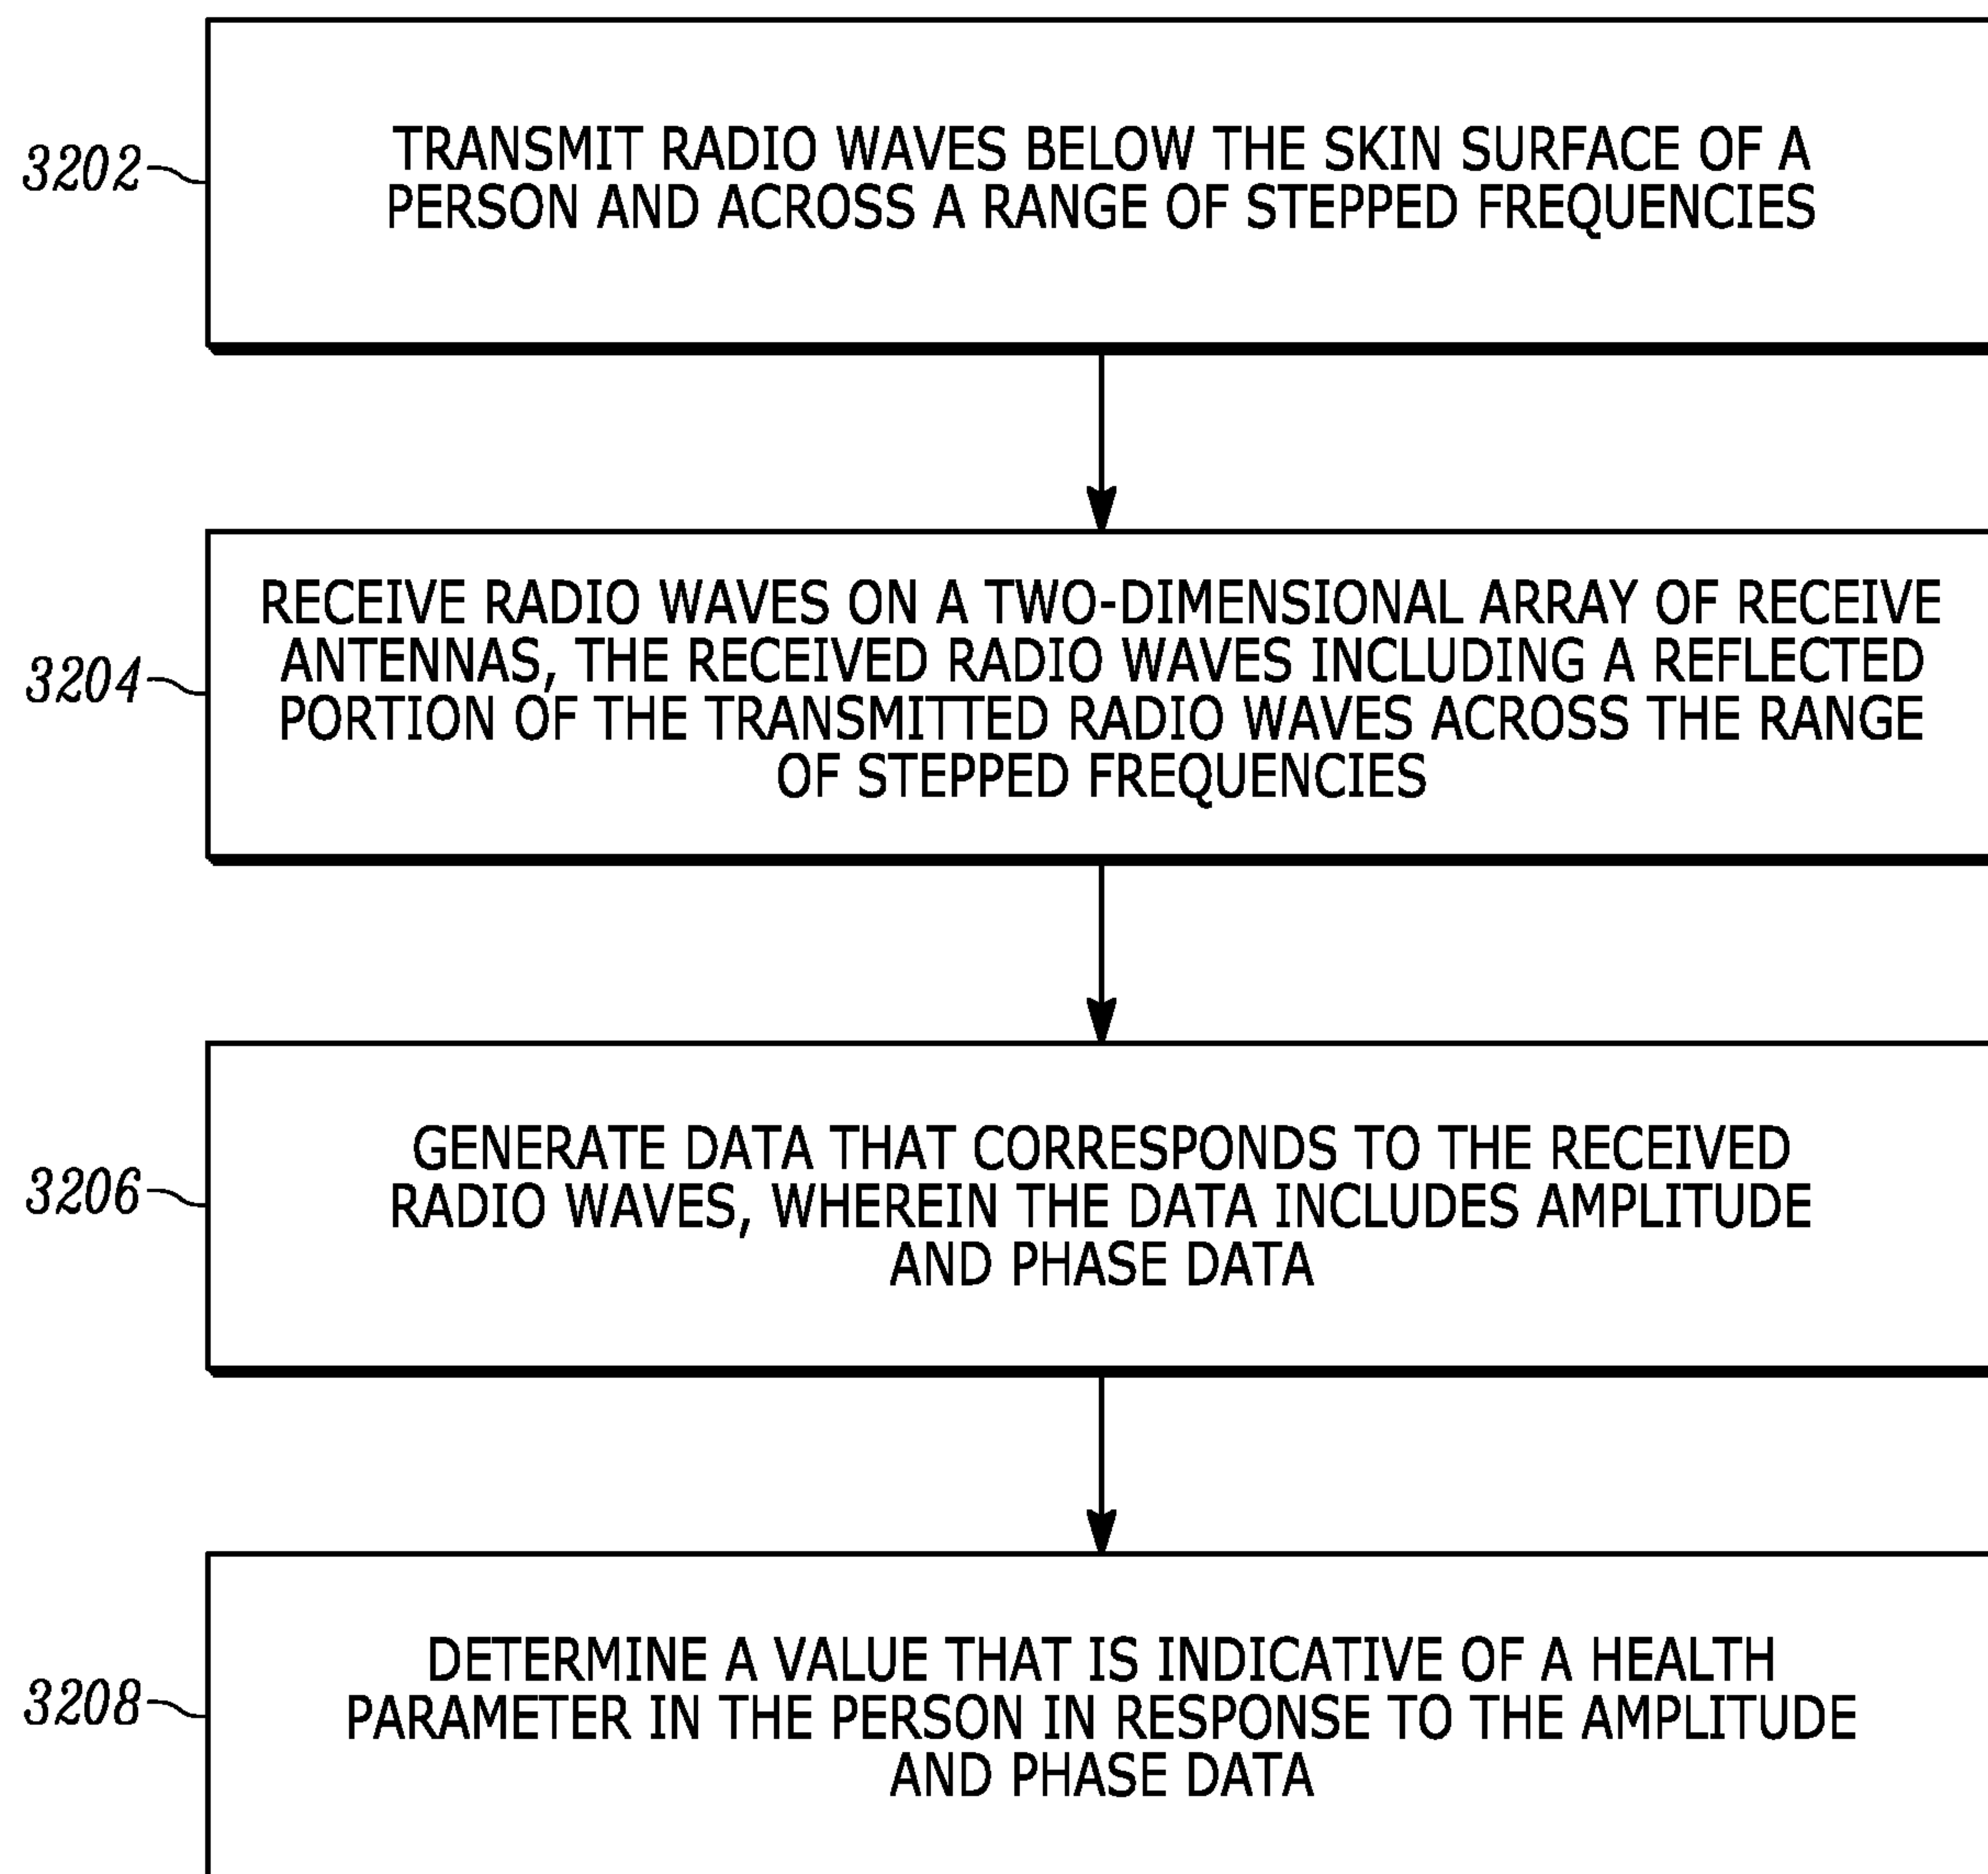 3202
TRANSMIT RADIO WAVES BELOW THE SKIN SURFACE OF A
PERSON AND ACROSS A RANGE OF STEPPED FREQUENCIES
3204
RECEIVE RADIO WAVES ON A TWO-DIMENSIONAL ARRAY OF RECEIVE
ANTENNAS, THE RECEIVED RADIO WAVES INCLUDING A REFLECTED
PORTION OF THE TRANSMITTED RADIO WAVES ACROSS THE RANGE
OF STEPPED FREQUENCIES
3206
GENERATE DATA THAT CORRESPONDS TO THE RECEIVED
RADIO WAVES, WHEREIN THE DATA INCLUDES AMPLITUDE
AND PHASE DATA
3208
DETERMINE A VALUE THAT IS INDICATIVE OF A HEALTH
PARAMETER IN THE PERSON IN RESPONSE TO THE AMPLITUDE
AND PHASE DATA